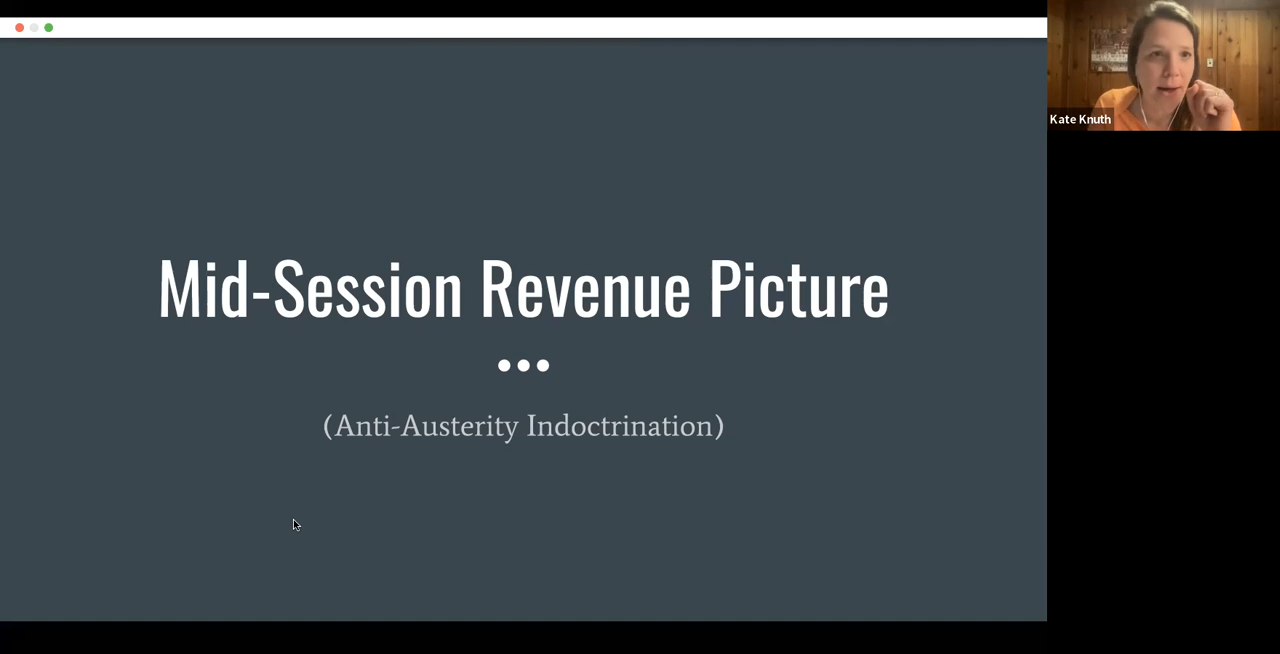 Mid-Session Revenue Picture
(Anti-Austerity Indoctrination)
Kate Knuth